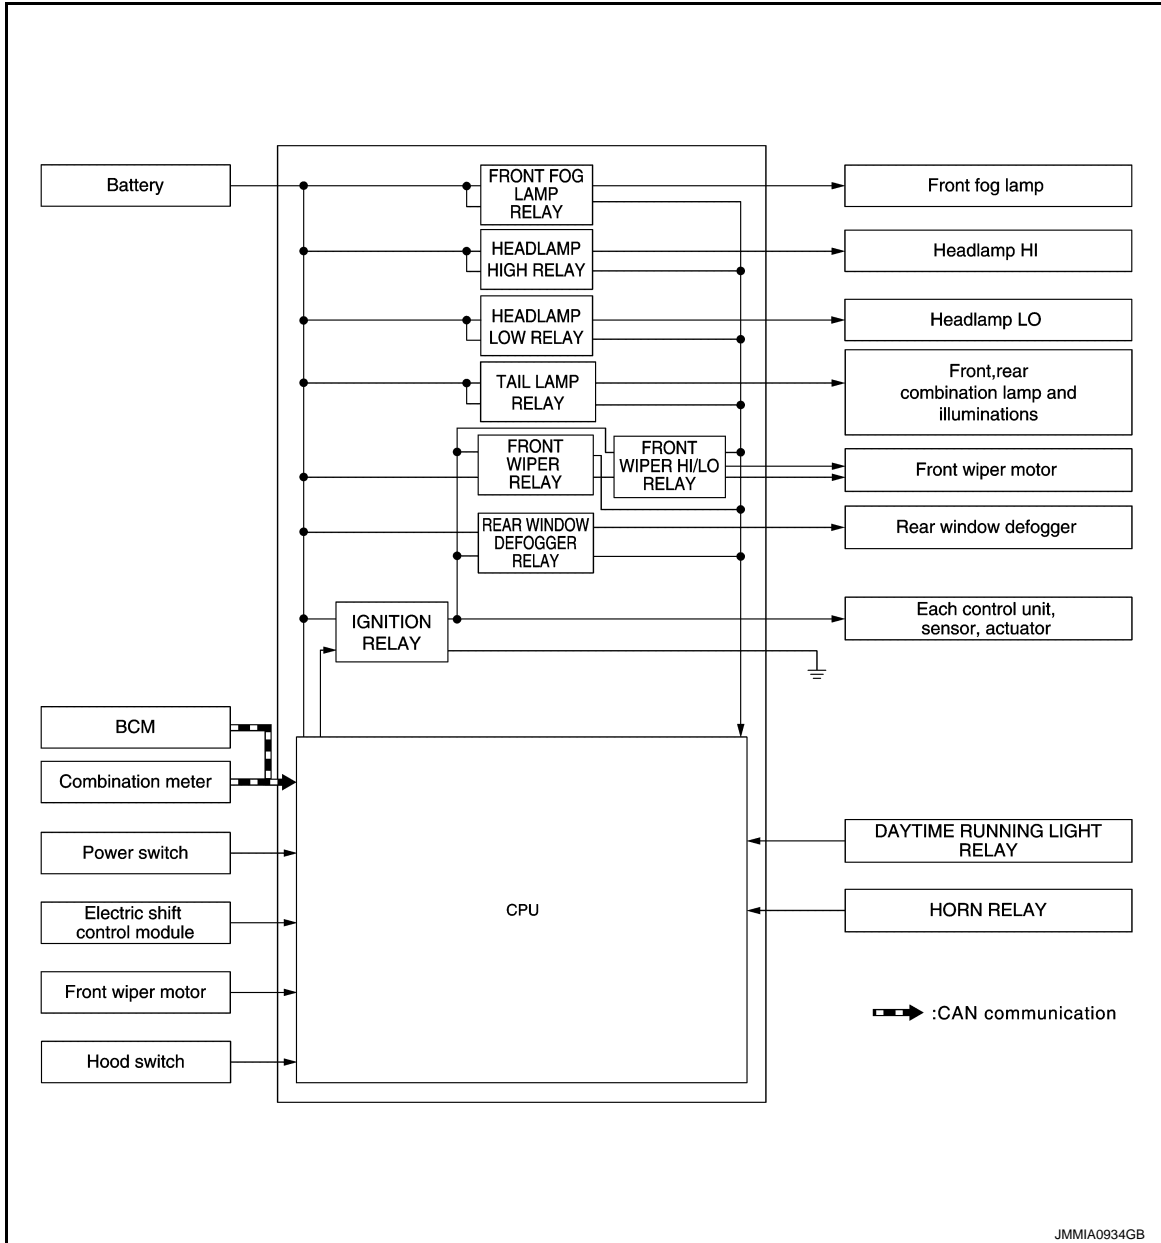 Battery
FRONT FOG
LAMP
RELAY
Front fog lamp
HEADLAMP
HIGH RELAY
Headlamp HI
HEADLAMP
LOW RELAY
Headlamp LO
TAIL LAMP
RELAY
Front,rear
combination lamp and
illuminations
FRONT
WIPER
RELAY
FRONT
WIPER HI/LO
RELAY
Front wiper motor
REAR WINDOW
DEFOGGER
RELAY
Rear window defogger
IGNITION
RELAY
Each control unit,
sensor, actuator
BCM
Combination meter
Power switch
Electric shift
control module
Front wiper motor
Hood switch
CPU
DAYTIME RUNNING LIGHT
RELAY
HORN RELAY
:CAN communication
JMMIA0934GB